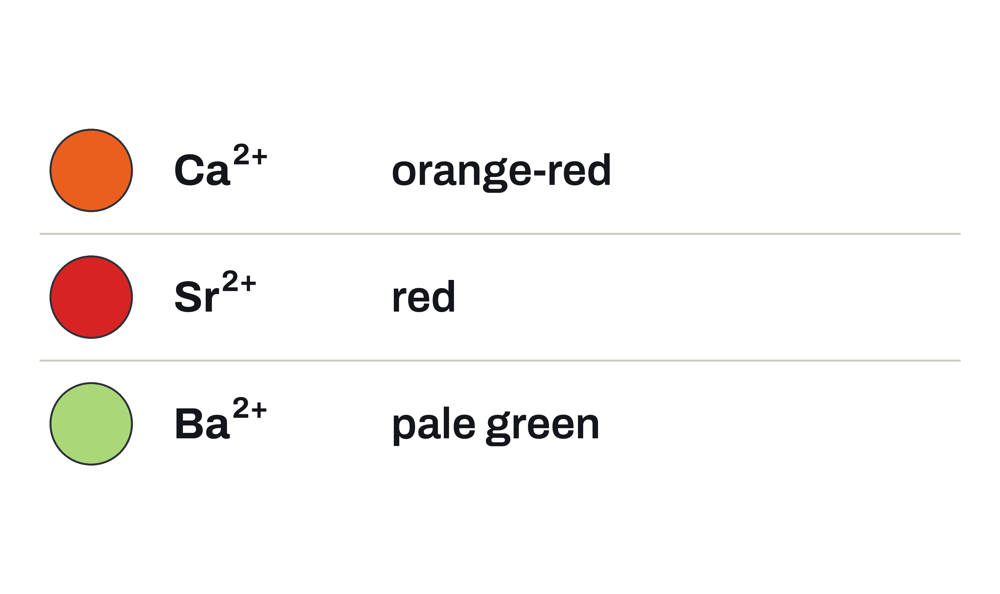 Ca²⁺ orange-red
Sr²⁺ red
Ba²⁺ pale green